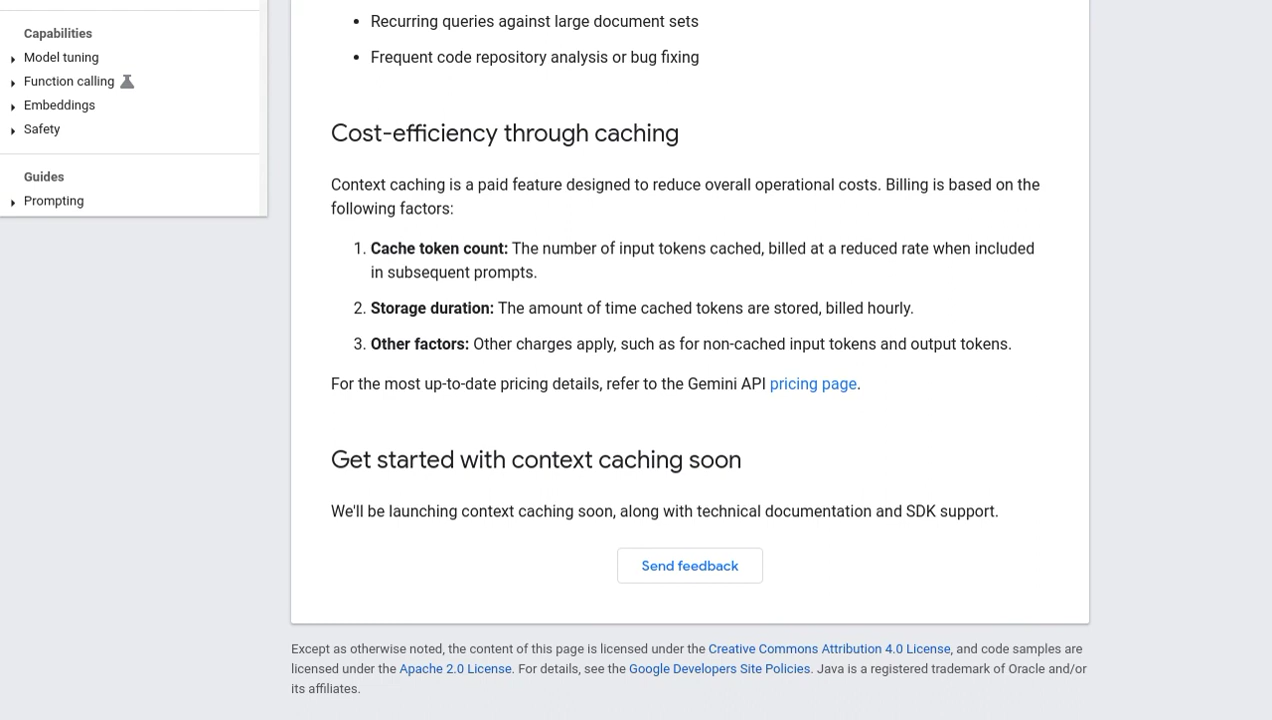 Capabilities
Model tuning
Function calling
Embeddings
Safety
Guides
Prompting
• Recurring queries against large document sets
• Frequent code repository analysis or bug fixing
Cost-efficiency through caching
Context caching is a paid feature designed to reduce overall operational costs. Billing is based on the
following factors:
1. Cache token count: The number of input tokens cached, billed at a reduced rate when included
in subsequent prompts.
2. Storage duration: The amount of time cached tokens are stored, billed hourly.
3. Other factors: Other charges apply, such as for non-cached input tokens and output tokens.
For the most up-to-date pricing details, refer to the Gemini API pricing page.
Get started with context caching soon
We'll be launching context caching soon, along with technical documentation and SDK support.
Send feedback
Except as otherwise noted, the content of this page is licensed under the Creative Commons Attribution 4.0 License, and code samples are
licensed under the Apache 2.0 License. For details, see the Google Developers Site Policies. Java is a registered trademark of Oracle and/or
its affiliates.